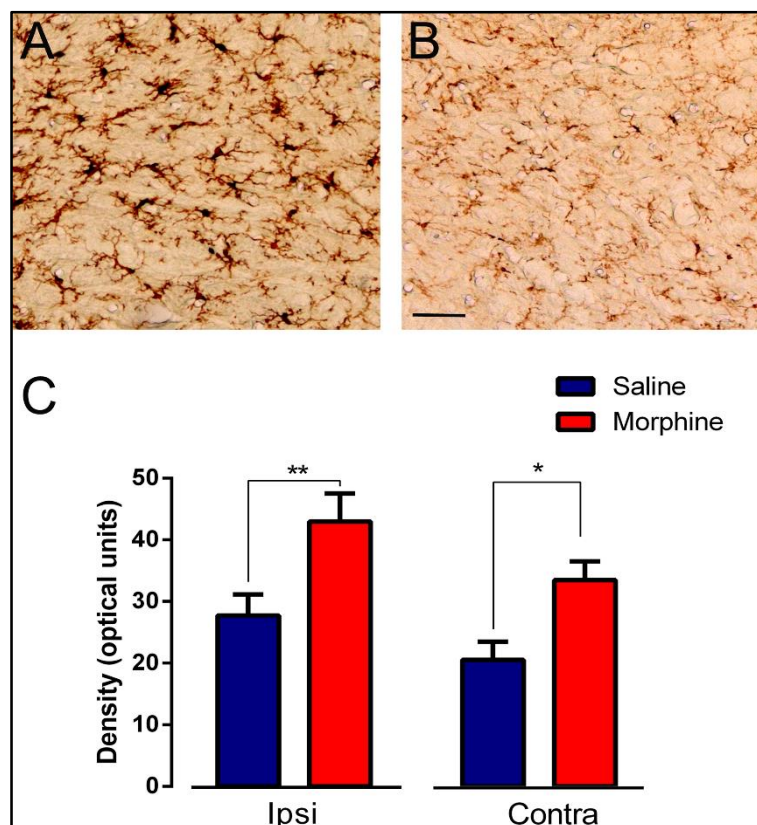 A
B
C
Saline
Morphine
Density (optical units)
50
40
30
20
10
0
**
*
Ipsi
Contra